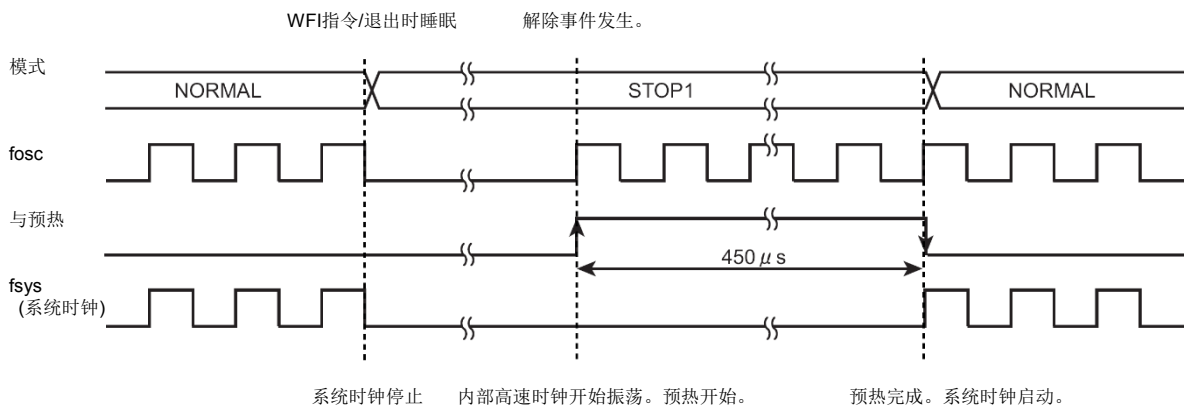 WFI指令/退出时睡眠 解除事件发生。
模式
NORMAL STOP1 NORMAL
fosc
与预热
450μs
fsys
(系统时钟)
系统时钟停止 内部高速时钟开始振荡。预热开始。 预热完成。系统时钟启动。